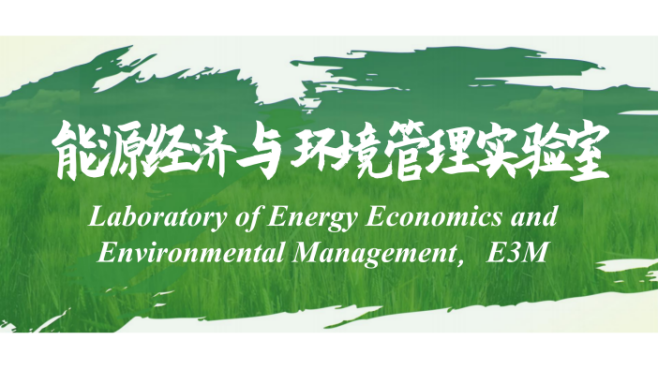 能源经济与环境管理实验室
Laboratory of Energy Economics and
Environmental Management，E3M